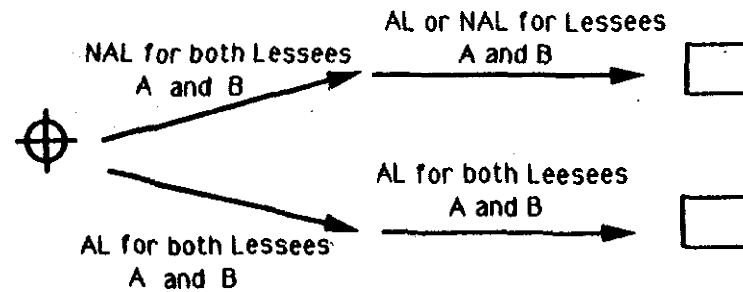 NAL for both Lessees
A and B
AL or NAL for Lessees
A and B
AL for both Lessees
A and B
AL for both Leesees
A and B